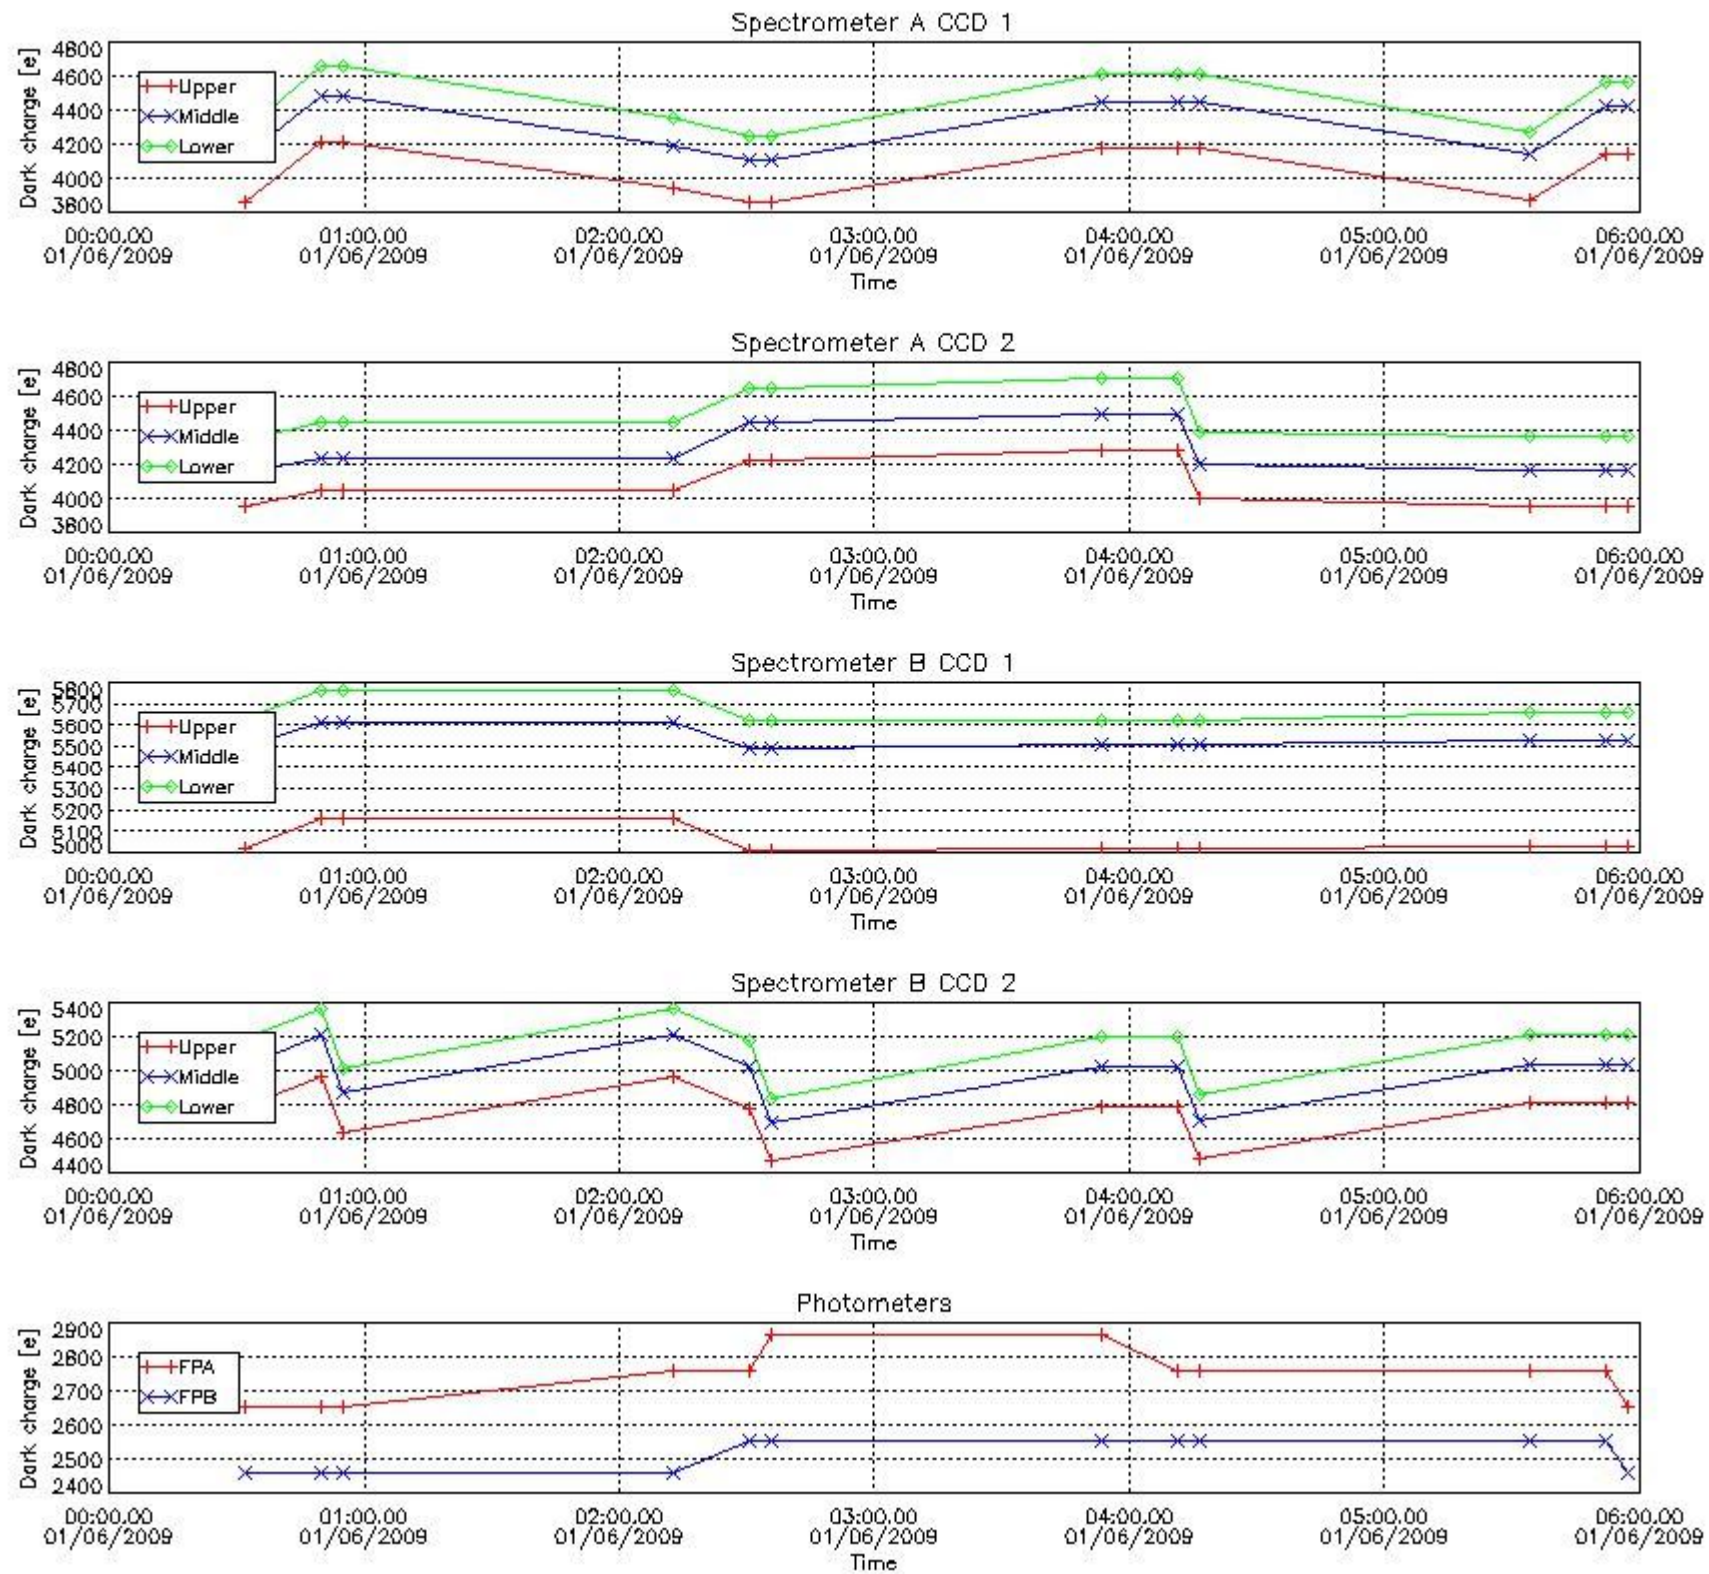 Spectrometer A CCD 1
Dark charge [e]
4800
4600
4400
4200
4000
3800
Upper
Middle
Lower
00:00.00 01:00.00 02:00.00 03:00.00 04:00.00 05:00.00 06:00.00
01/06/2009 01/06/2009 01/06/2009 01/06/2009 01/06/2009 01/06/2009 01/06/2009
Time
Spectrometer A CCD 2
Dark charge [e]
4800
4600
4400
4200
4000
3800
Upper
Middle
Lower
00:00.00 01:00.00 02:00.00 03:00.00 04:00.00 05:00.00 06:00.00
01/06/2009 01/06/2009 01/06/2009 01/06/2009 01/06/2009 01/06/2009 01/06/2009
Time
Spectrometer B CCD 1
Dark charge [e]
5800
5700
5600
5500
5400
5300
5200
5100
5000
Upper
Middle
Lower
00:00.00 01:00.00 02:00.00 03:00.00 04:00.00 05:00.00 06:00.00
01/06/2009 01/06/2009 01/06/2009 01/06/2009 01/06/2009 01/06/2009 01/06/2009
Time
Spectrometer B CCD 2
Dark charge [e]
5400
5200
5000
4800
4600
4400
Upper
Middle
Lower
00:00.00 01:00.00 02:00.00 03:00.00 04:00.00 05:00.00 06:00.00
01/06/2009 01/06/2009 01/06/2009 01/06/2009 01/06/2009 01/06/2009 01/06/2009
Time
Photometers
Dark charge [e]
2900
2800
2700
2600
2500
2400
FPA
FPB
00:00.00 01:00.00 02:00.00 03:00.00 04:00.00 05:00.00 06:00.00
01/06/2009 01/06/2009 01/06/2009 01/06/2009 01/06/2009 01/06/2009 01/06/2009
Time